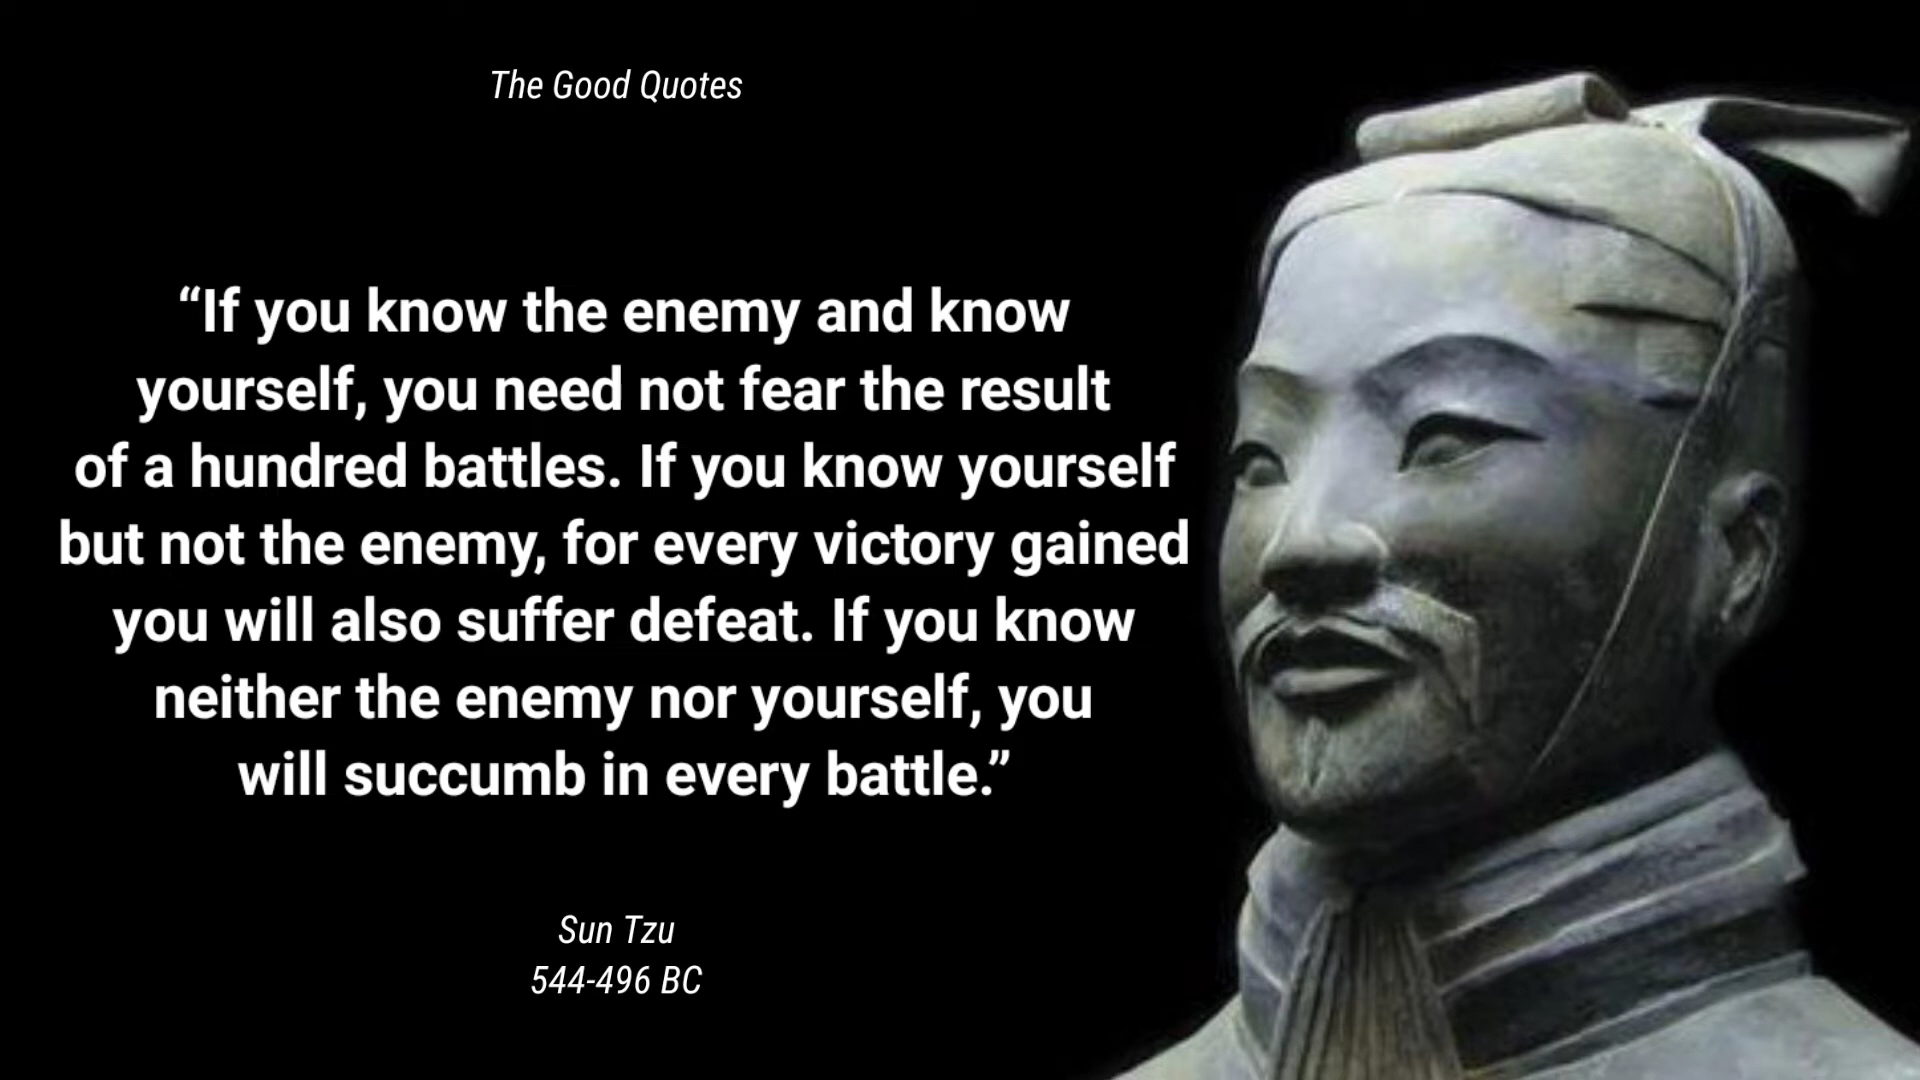 The Good Quotes
“If you know the enemy and know
yourself, you need not fear the result
of a hundred battles. If you know yourself
but not the enemy, for every victory gained
you will also suffer defeat. If you know
neither the enemy nor yourself, you
will succumb in every battle.”
Sun Tzu
544-496 BC